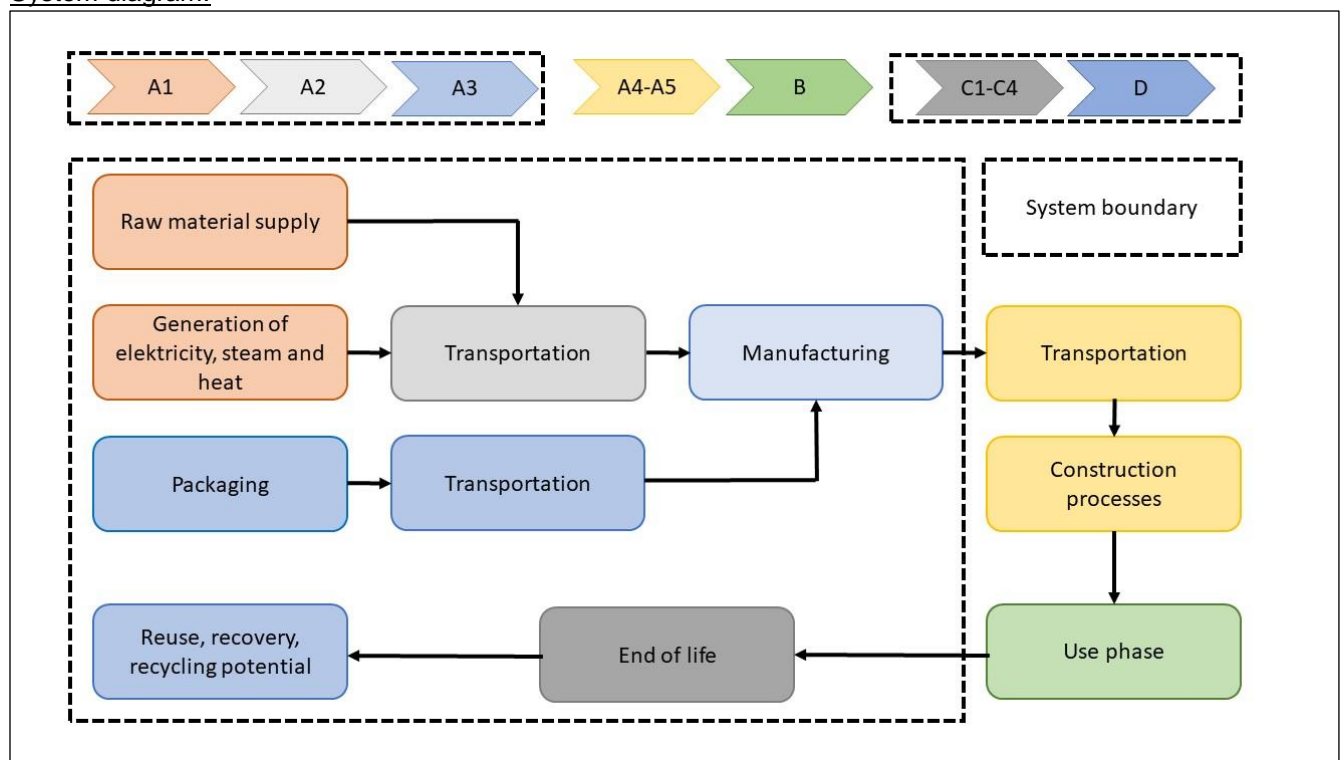 System diagram:
A1
A2
A3
A4-A5
B
C1-C4
D
Raw material supply
System boundary
Generation of
elektricity, steam and
heat
Transportation
Manufacturing
Transportation
Packaging
Transportation
Construction
processes
Reuse, recovery,
recycling potential
End of life
Use phase